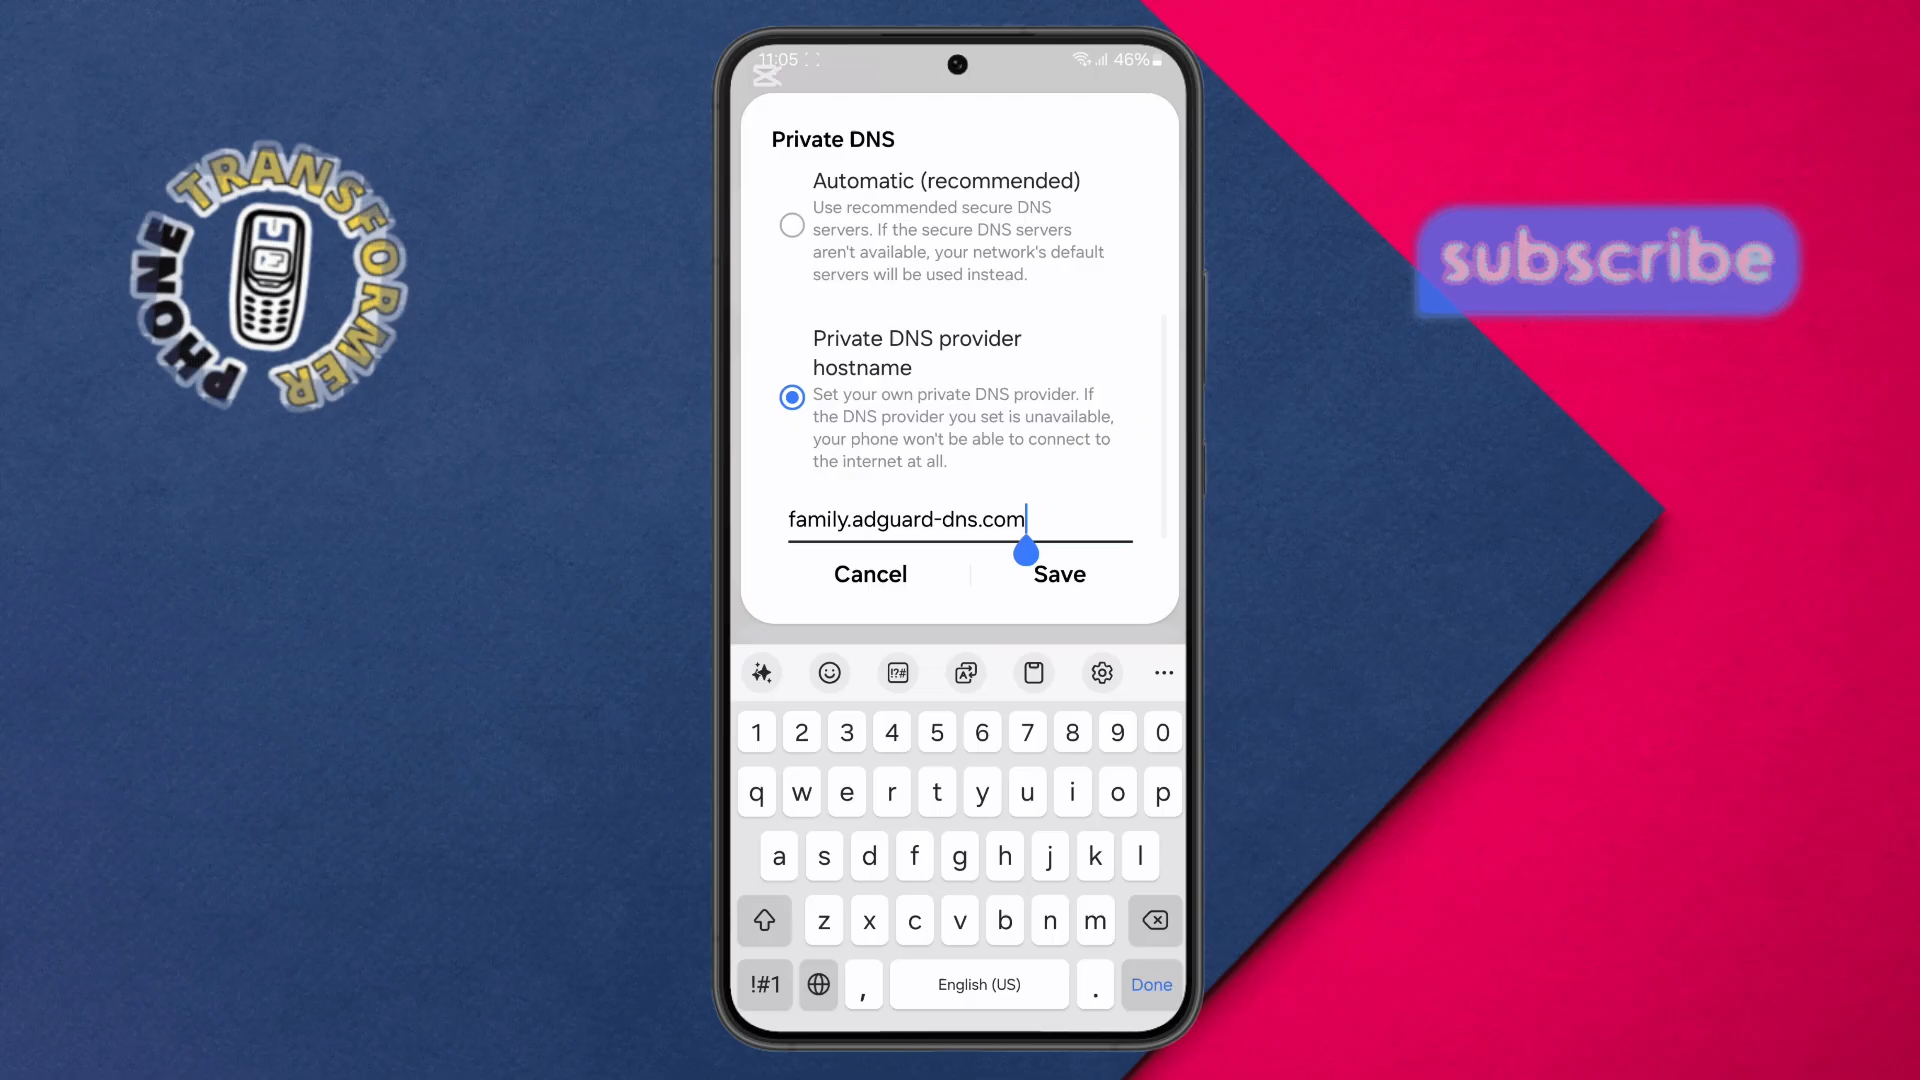 PHONE TRANSFORMER
subscribe
11:05
46%
Private DNS
Automatic (recommended)
Use recommended secure DNS
servers. If the secure DNS servers
aren't available, your network's default
servers will be used instead.
Private DNS provider
hostname
Set your own private DNS provider. If
the DNS provider you set is unavailable,
your phone won't be able to connect to
the internet at all.
family.adguard-dns.com
Cancel
Save
!?#
1 2 3 4 5 6 7 8 9 0
q w e r t y u i o p
a s d f g h j k l
z x c v b n m
!#1 , English (US) . Done